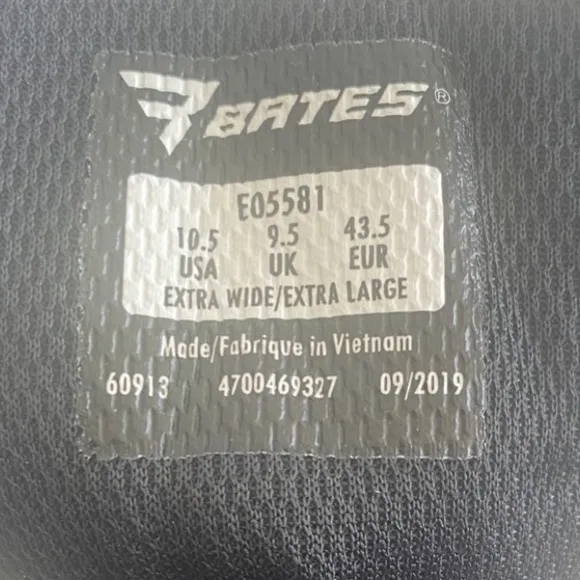 BATES®
E05581
10.5 9.5 43.5
USA UK EUR
EXTRA WIDE/EXTRA LARGE
Made/Fabrique in Vietnam
60913 4700469327 09/2019